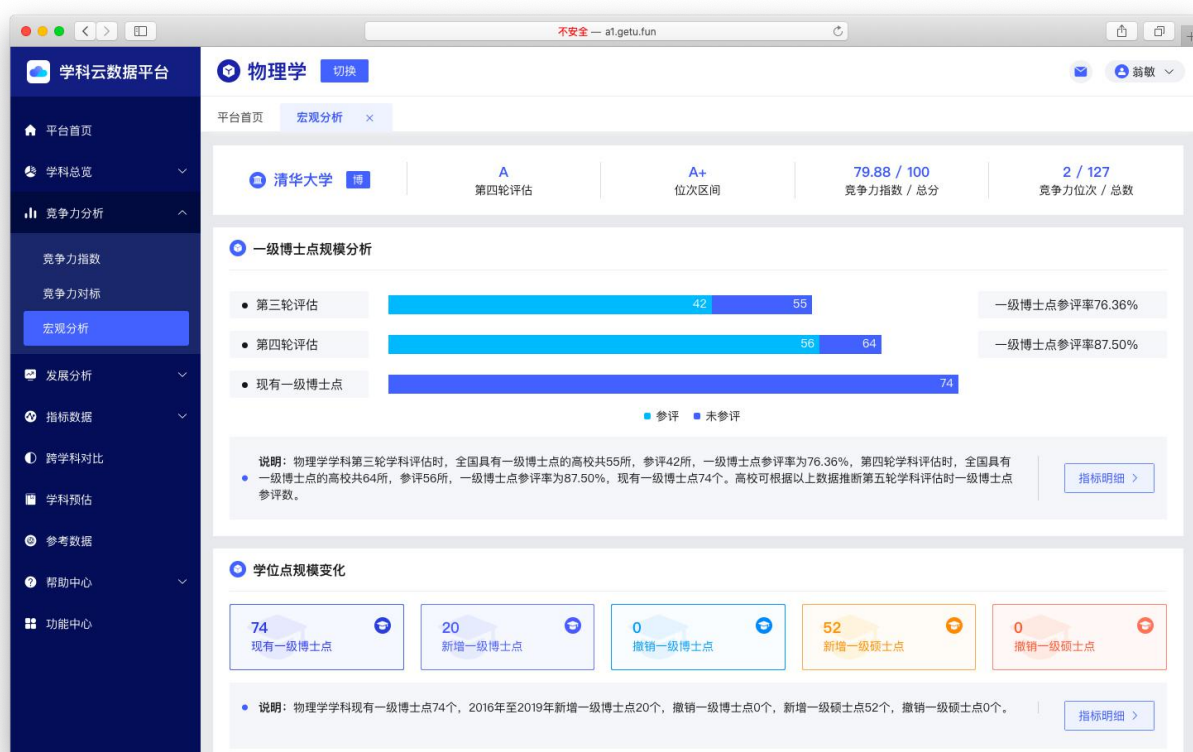 不安全 — a1.getu.fun
学科云数据平台
物理学 切换
翁敏
平台首页 宏观分析 ×
平台首页
学科总览
竞争力分析
竞争力指数
竞争力对标
宏观分析
发展分析
指标数据
跨学科对比
学科预估
参考数据
帮助中心
功能中心
清华大学 博
A
第四轮评估
A+
位次区间
79.88 / 100
竞争力指数 / 总分
2 / 127
竞争力位次 / 总数
一级博士点规模分析
第三轮评估 42 55 一级博士点参评率76.36%
第四轮评估 56 64 一级博士点参评率87.50%
现有一级博士点 74
参评 未参评
说明：物理学学科第三轮学科评估时，全国具有一级博士点的高校共55所，参评42所，一级博士点参评率为76.36%，第四轮学科评估时，全国具有
一级博士点的高校共64所，参评56所，一级博士点参评率为87.50%，现有一级博士点74个。高校可根据以上数据推断第五轮学科评估时一级博士点
参评数。
指标明细 >
学位点规模变化
74
现有一级博士点
20
新增一级博士点
0
撤销一级博士点
52
新增一级硕士点
0
撤销一级硕士点
说明：物理学学科现有一级博士点74个，2016年至2019年新增一级博士点20个，撤销一级博士点0个，新增一级硕士点52个，撤销一级硕士点0个。
指标明细 >